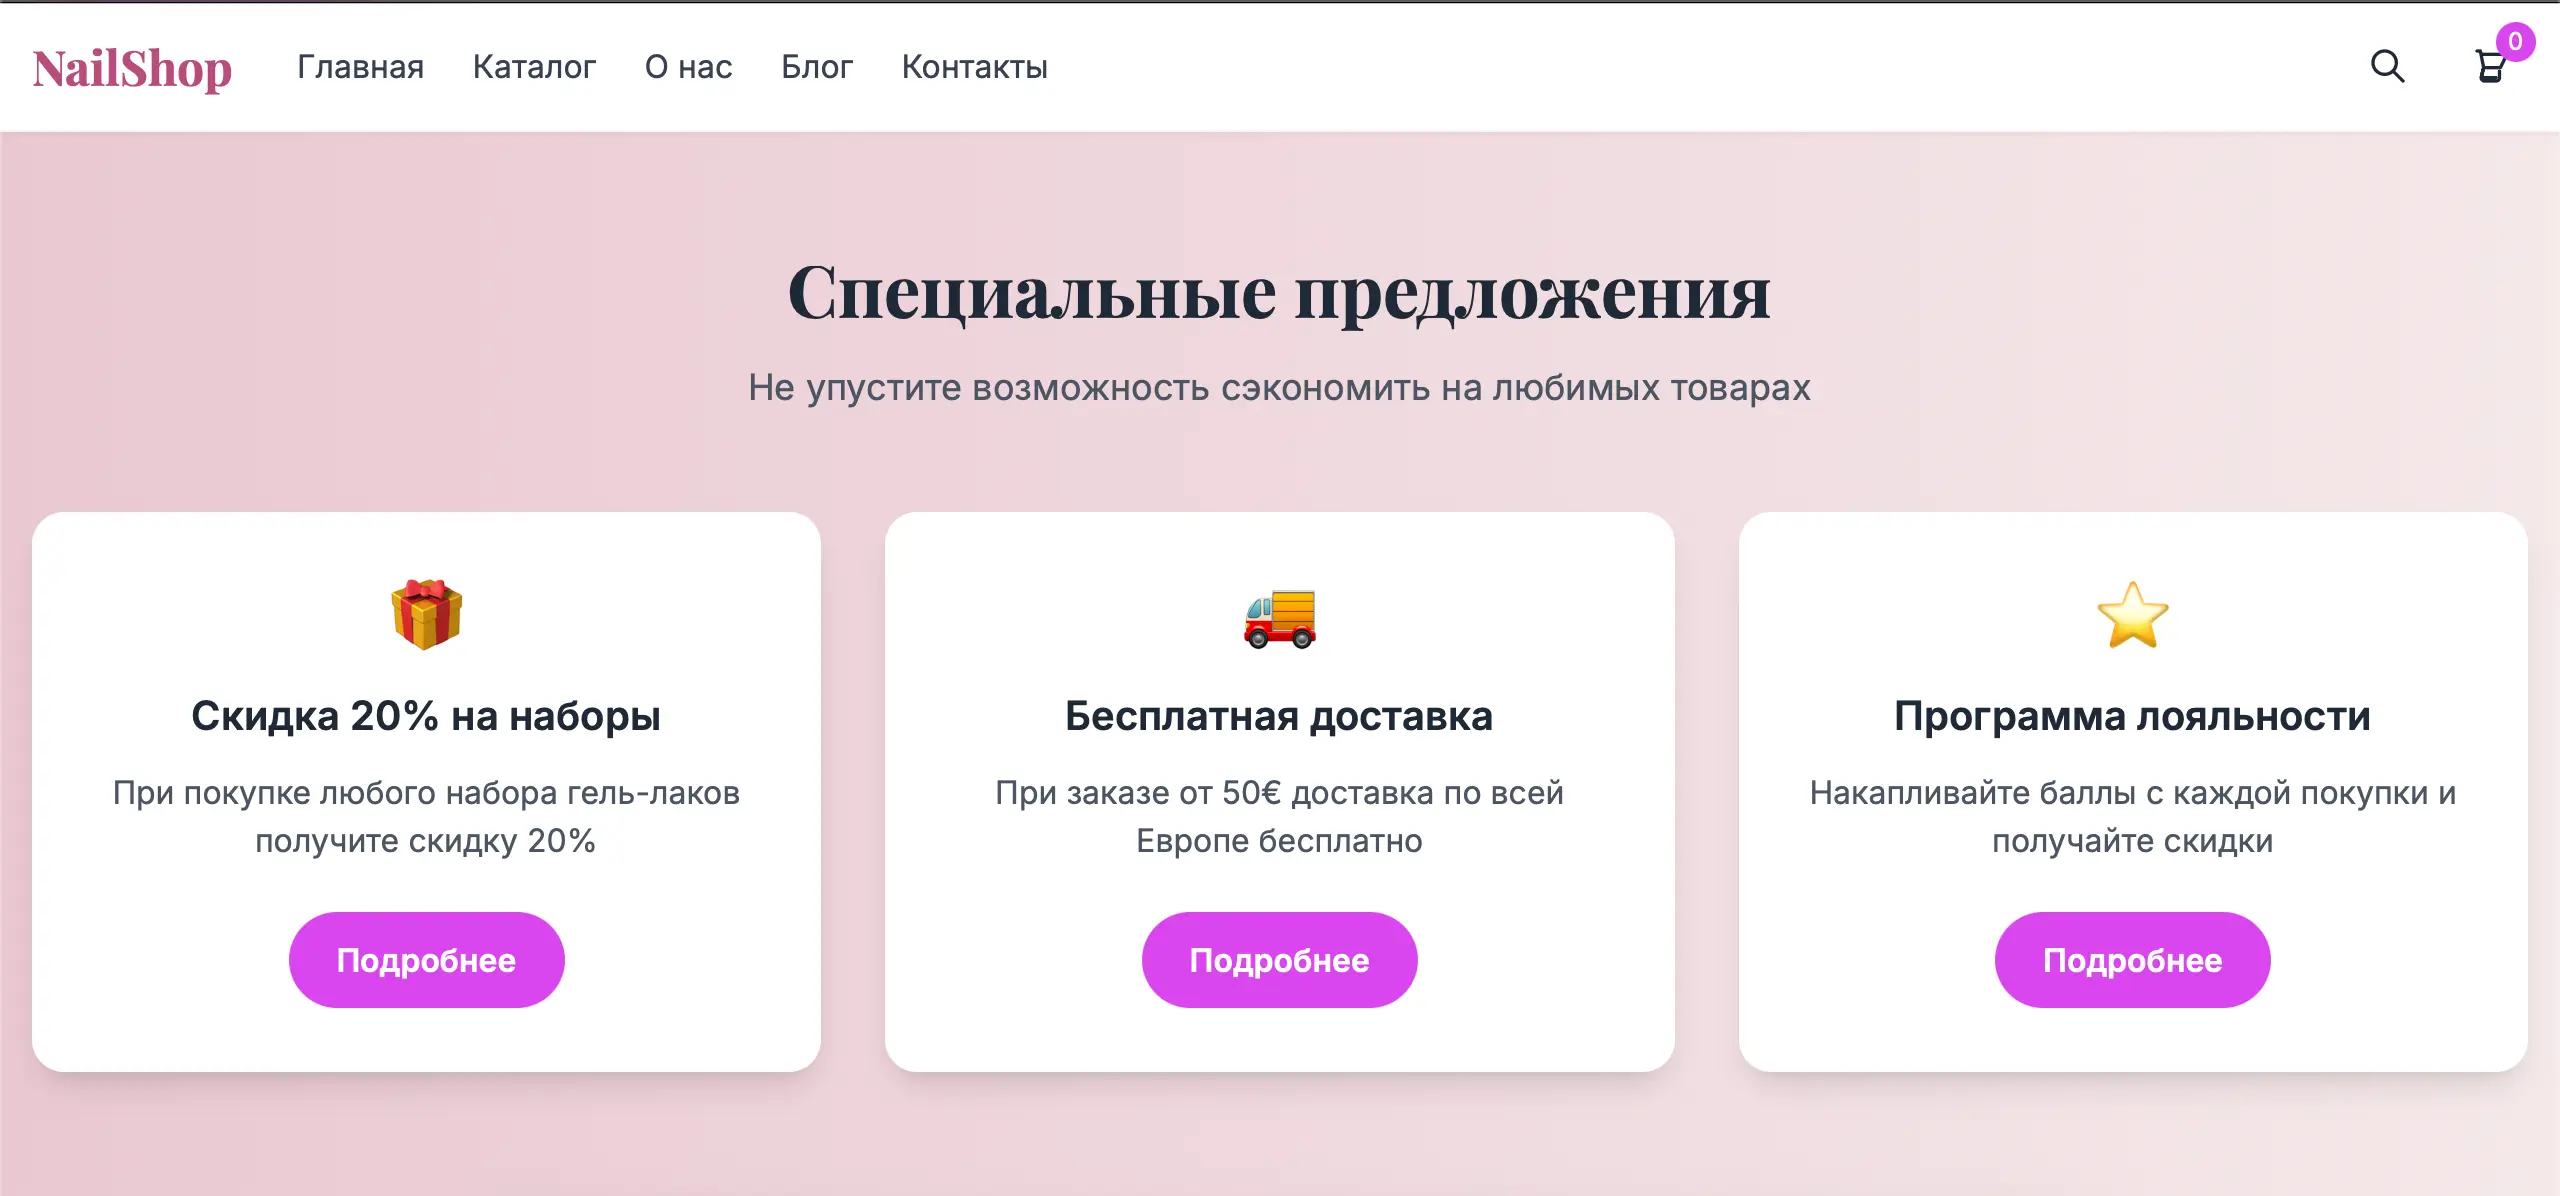 NailShop
Главная
Каталог
О нас
Блог
Контакты
0
Специальные предложения
Не упустите возможность сэкономить на любимых товарах
Скидка 20% на наборы
При покупке любого набора гель-лаков
получите скидку 20%
Подробнее
Бесплатная доставка
При заказе от 50€ доставка по всей
Европе бесплатно
Подробнее
Программа лояльности
Накапливайте баллы с каждой покупки и
получайте скидки
Подробнее